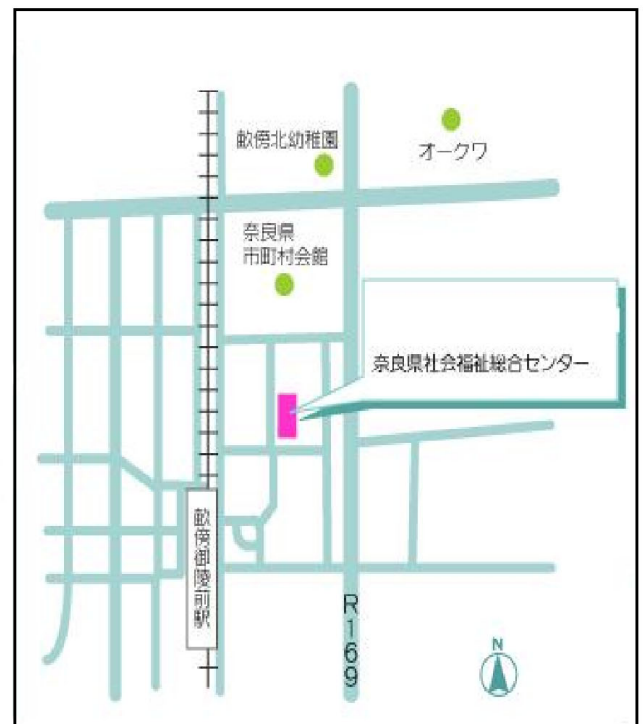 畝傍北幼稚園
オークワ
奈良県
市町村会館
奈良県社会福祉総合センター
畝傍御陵前駅
R169
N